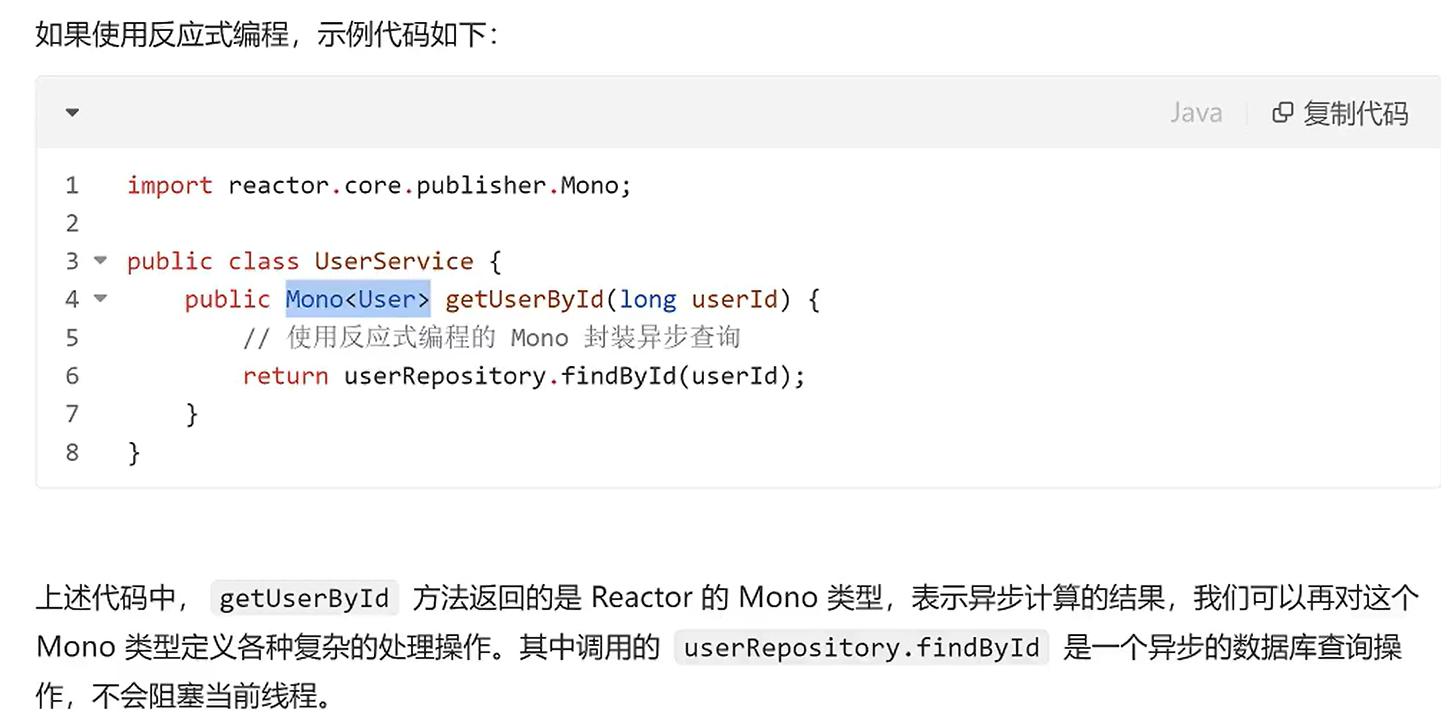 如果使用反应式编程，示例代码如下：
Java 复制代码
1 import reactor.core.publisher.Mono;
2
3 public class UserService {
4     public Mono<User> getUserById(long userId) {
5         // 使用反应式编程的 Mono 封装异步查询
6         return userRepository.findById(userId);
7     }
8 }
上述代码中， getUserById 方法返回的是 Reactor 的 Mono 类型，表示异步计算的结果，我们可以再对这个
Mono 类型定义各种复杂的处理操作。其中调用的 userRepository.findById 是一个异步的数据库查询操
作，不会阻塞当前线程。